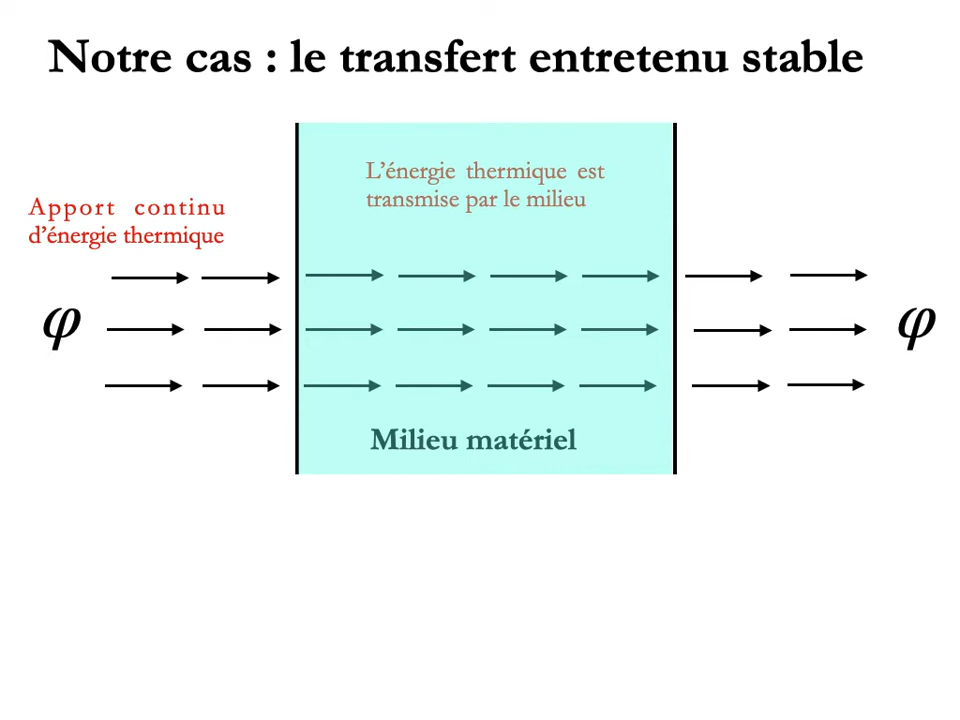 Notre cas : le transfert entretenu stable
L'énergie thermique est
transmise par le milieu
Apport continu
d'énergie thermique
φ
φ
Milieu matériel